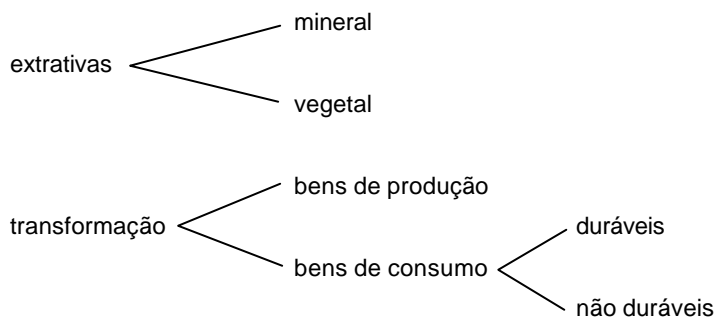 mineral
extrativas
vegetal
bens de produção
transformação
duráveis
bens de consumo
não duráveis